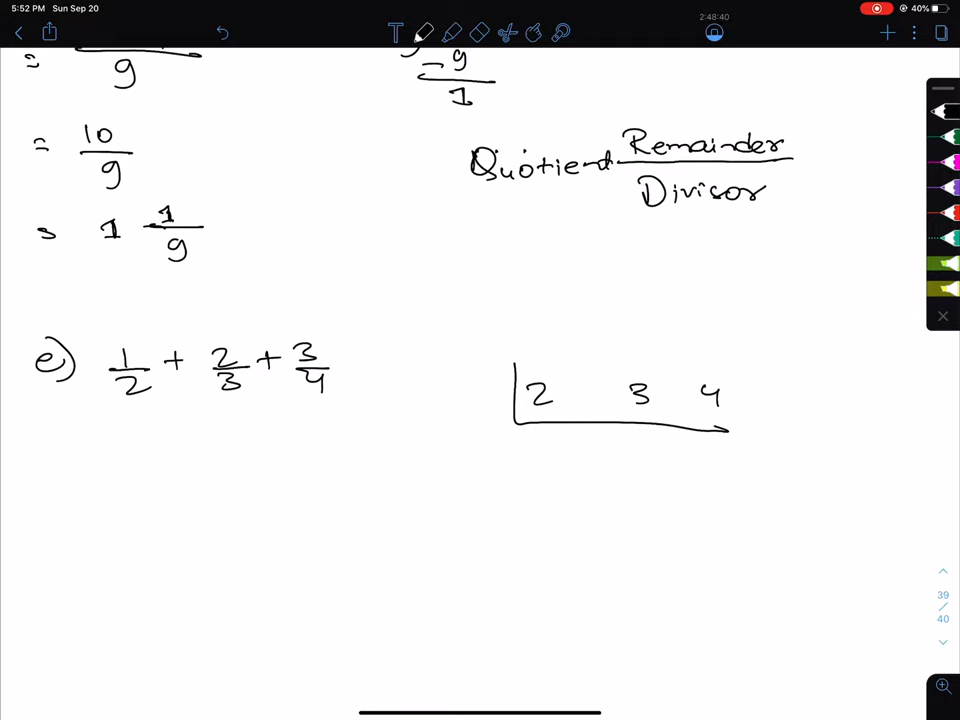 5:52 PM Sun Sep 20
40%
2:48:40
T
= 9
- 9
1
= 10/9
Quotient Remainder/Divisor
= 1 1/9
e) 1/2 + 2/3 + 3/4
2 3 4
39
/
40